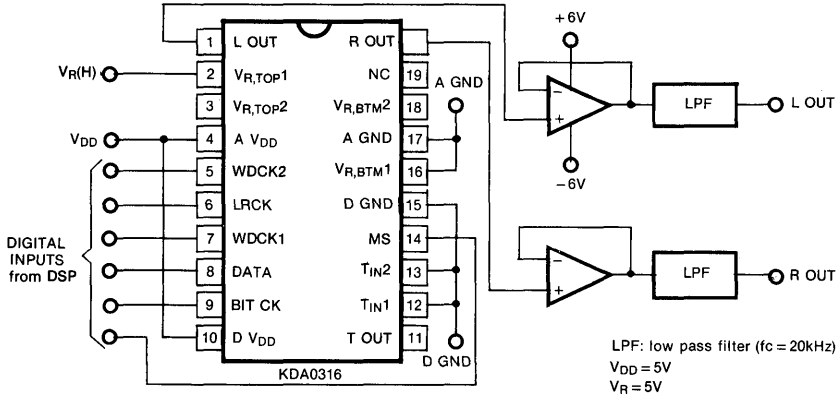 +6V
1 L OUT R OUT
VR(H) 2 VR,TOP1 NC 19 A GND
3 VR,TOP2 VR,BTM2 18 − LPF L OUT
VDD 4 A VDD A GND 17 +
5 WDCK2 VR,BTM1 16 −6V
6 LRCK D GND 15
DIGITAL
INPUTS
from DSP
7 WDCK1 MS 14
8 DATA TIN2 13 − LPF R OUT
9 BIT CK TIN1 12 +
10 D VDD T OUT 11 D GND
KDA0316
LPF: low pass filter (fc = 20kHz)
VDD = 5V
VR = 5V